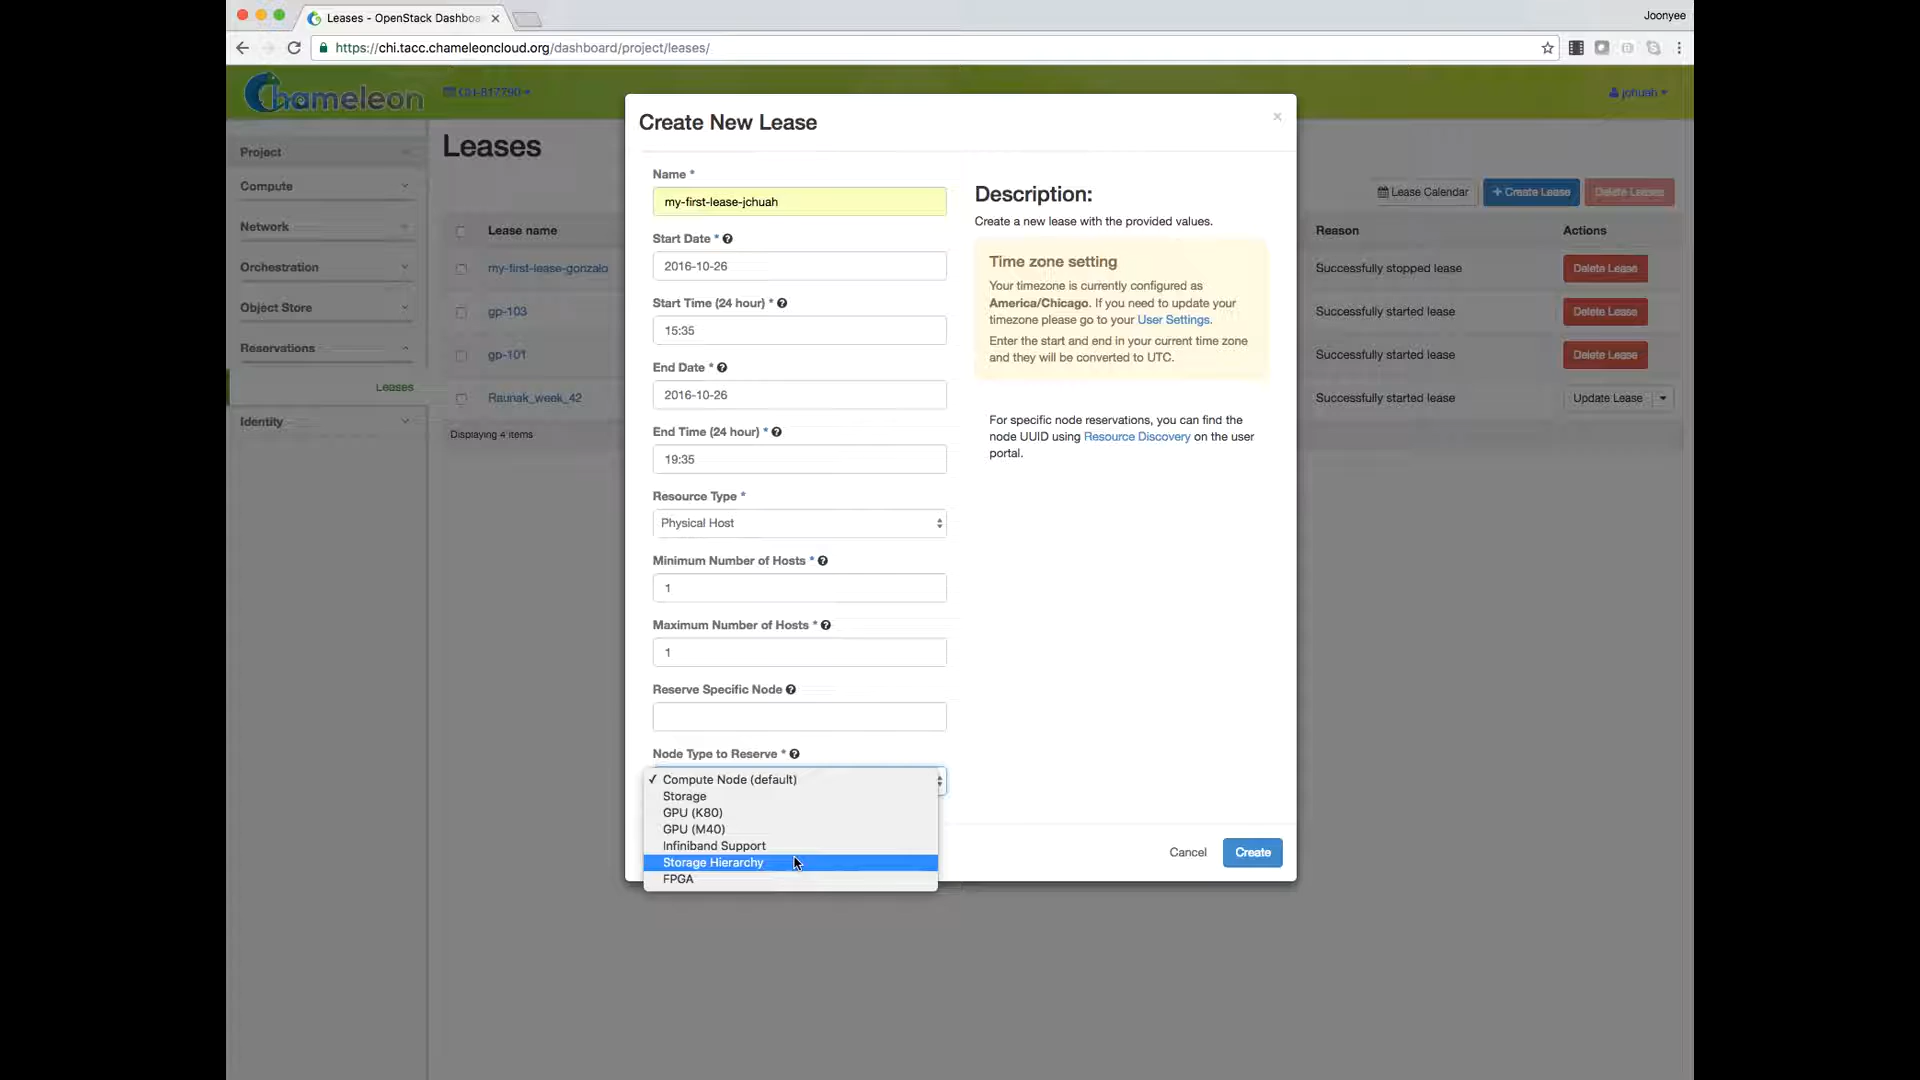 Leases - OpenStack Dashboa
Joonyee
https://chi.tacc.chameleoncloud.org/dashboard/project/leases/
Chameleon
CH-817790
jchuah
Project
Compute
Network
Orchestration
Object Store
Reservations
Leases
Identity
Leases
Lease Calendar
+ Create Lease
Delete Leases
Lease name
Reason
Actions
my-first-lease-gonzalo
Successfully stopped lease
Delete Lease
gp-103
Successfully started lease
Delete Lease
gp-101
Successfully started lease
Delete Lease
Raunak_week_42
Successfully started lease
Update Lease
Displaying 4 items
Create New Lease
×
Name *
my-first-lease-jchuah
Start Date *
2016-10-26
Start Time (24 hour) *
15:35
End Date *
2016-10-26
End Time (24 hour) *
19:35
Resource Type *
Physical Host
Minimum Number of Hosts *
1
Maximum Number of Hosts *
1
Reserve Specific Node
Node Type to Reserve *
✓ Compute Node (default)
Storage
GPU (K80)
GPU (M40)
Infiniband Support
Storage Hierarchy
FPGA
Description:
Create a new lease with the provided values.
Time zone setting
Your timezone is currently configured as
America/Chicago. If you need to update your
timezone please go to your User Settings.
Enter the start and end in your current time zone
and they will be converted to UTC.
For specific node reservations, you can find the
node UUID using Resource Discovery on the user
portal.
Cancel
Create